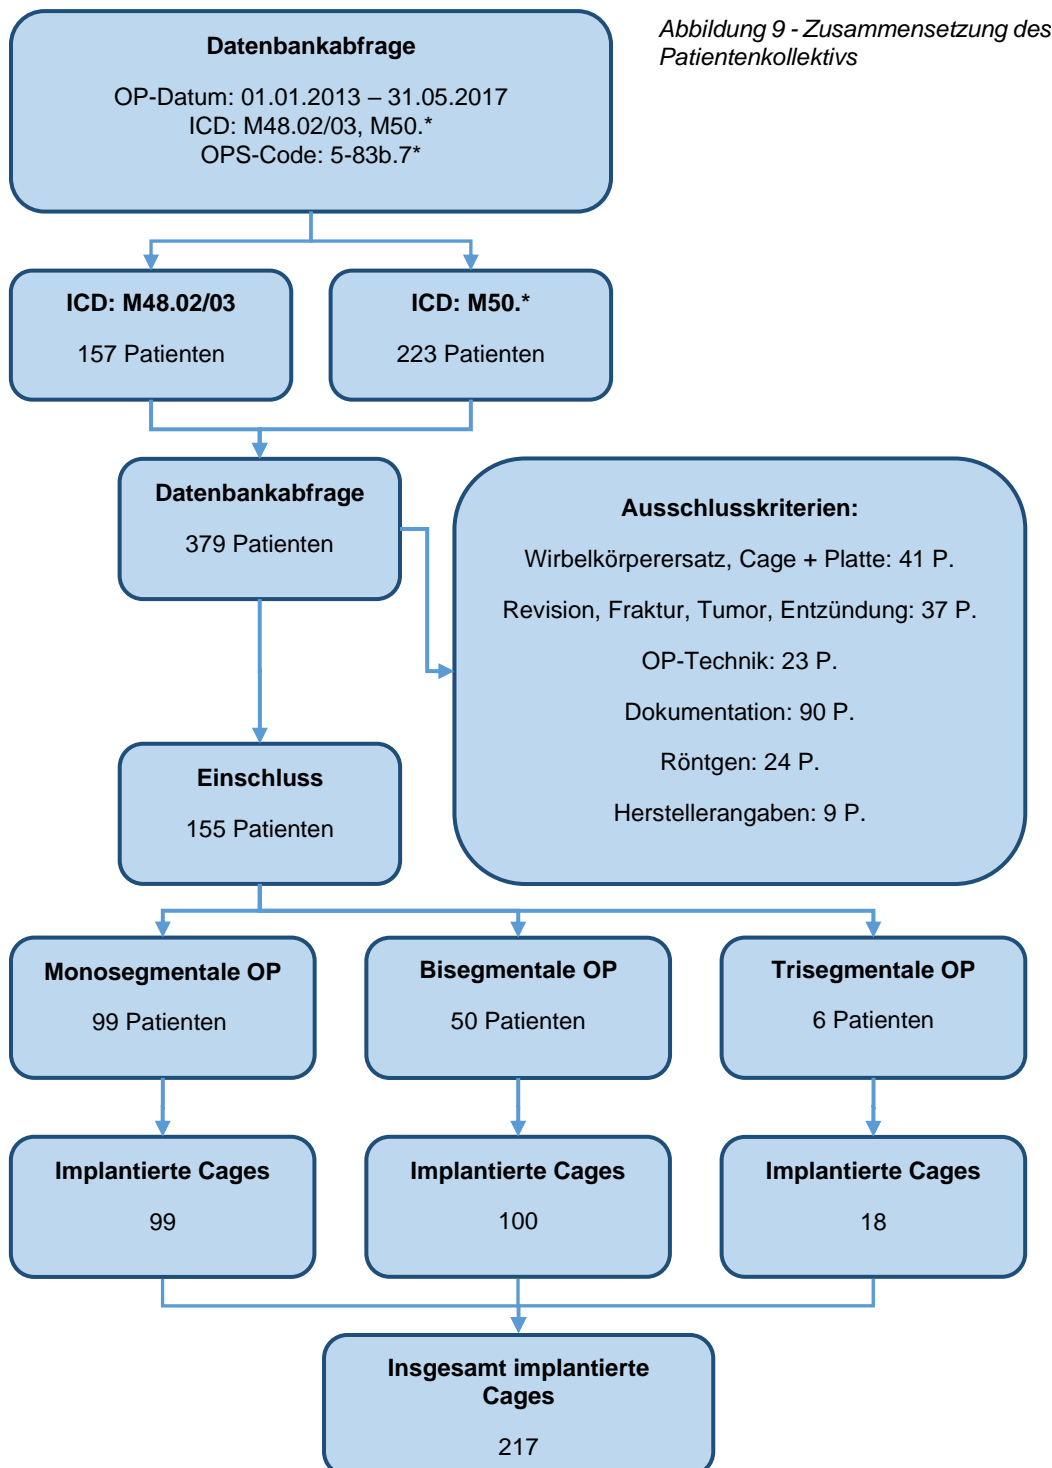 Abbildung 9 - Zusammensetzung des
Patientenkollektivs
Datenbankabfrage
OP-Datum: 01.01.2013 – 31.05.2017
ICD: M48.02/03, M50.*
OPS-Code: 5-83b.7*
ICD: M48.02/03
157 Patienten
ICD: M50.*
223 Patienten
Datenbankabfrage
379 Patienten
Ausschlusskriterien:
Wirbelkörperersatz, Cage + Platte: 41 P.
Revision, Fraktur, Tumor, Entzündung: 37 P.
OP-Technik: 23 P.
Dokumentation: 90 P.
Röntgen: 24 P.
Herstellerangaben: 9 P.
Einschluss
155 Patienten
Monosegmentale OP
99 Patienten
Bisegmentale OP
50 Patienten
Trisegmentale OP
6 Patienten
Implantierte Cages
99
Implantierte Cages
100
Implantierte Cages
18
Insgesamt implantierte
Cages
217